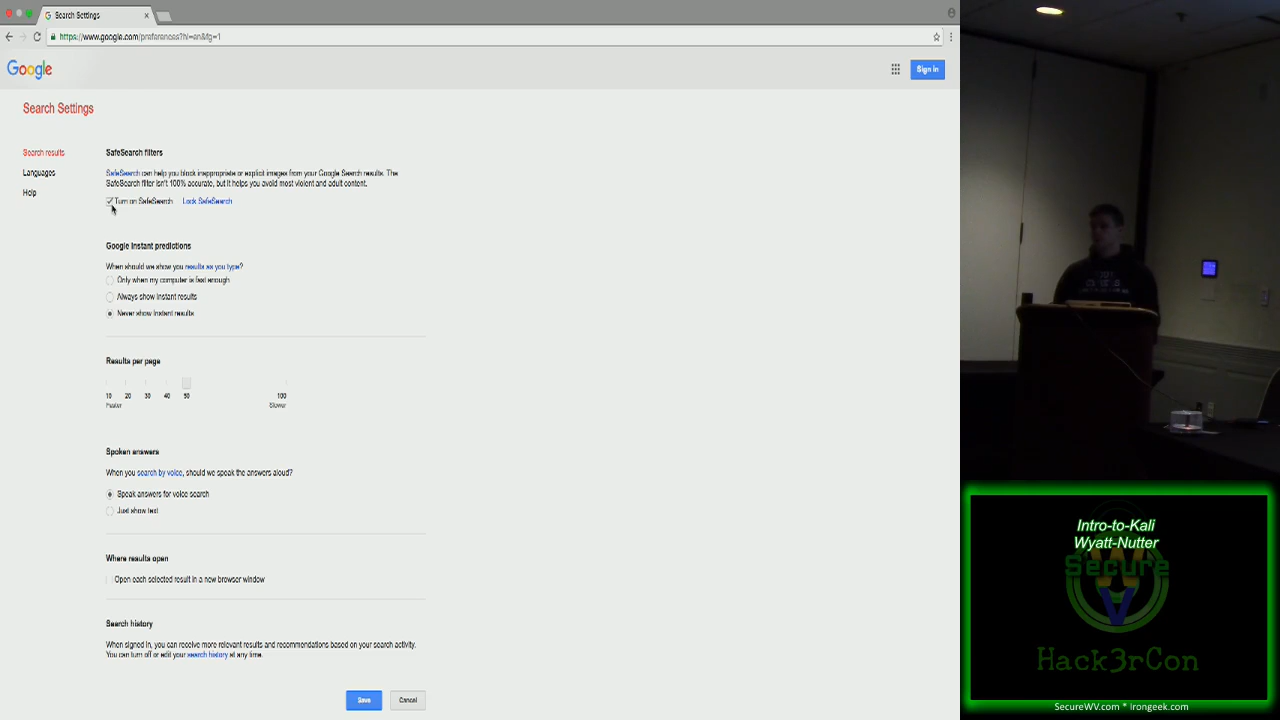 Search Settings
https://www.google.com/preferences?hl=en&fg=1
Google
Sign in
Search Settings
Search results
Languages
Help
SafeSearch filters
SafeSearch can help you block inappropriate or explicit images from your Google Search results. The
SafeSearch filter isn't 100% accurate, but it helps you avoid most violent and adult content.
Turn on SafeSearch Lock SafeSearch
Google Instant predictions
When should we show you results as you type?
Only when my computer is fast enough
Always show Instant results
Never show Instant results
Results per page
10 20 30 40 50 100
Faster Slower
Spoken answers
When you search by voice, should we speak the answers aloud?
Speak answers for voice search
Just show text
Where results open
Open each selected result in a new browser window
Search history
When signed in, you can receive more relevant results and recommendations based on your search activity.
You can turn off or edit your search history at any time.
Save Cancel
Intro-to-Kali
Wyatt-Nutter
Secure
WV
Hack3rCon
SecureWV.com * Irongeek.com